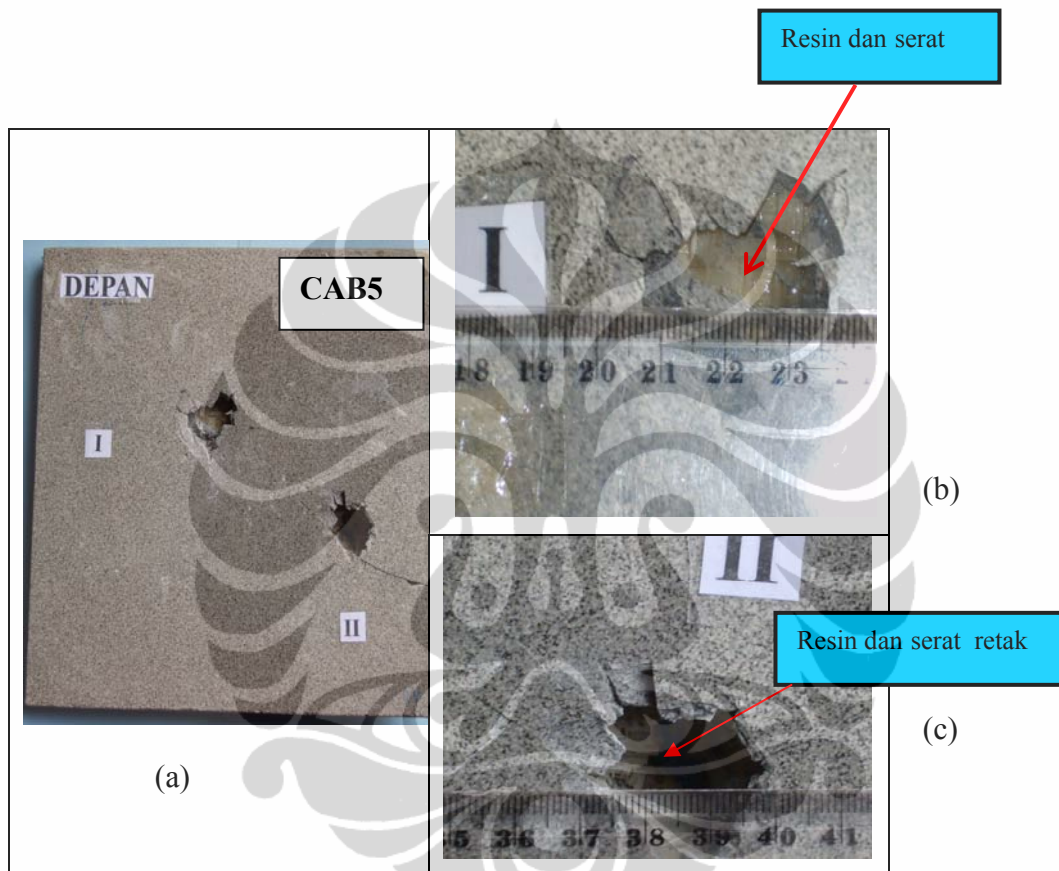 Resin dan serat
DEPAN
CAB5
I
II
(a)
I
18 19 20 21 22 23
(b)
II
Resin dan serat retak
36 37 38 39 40 41
(c)